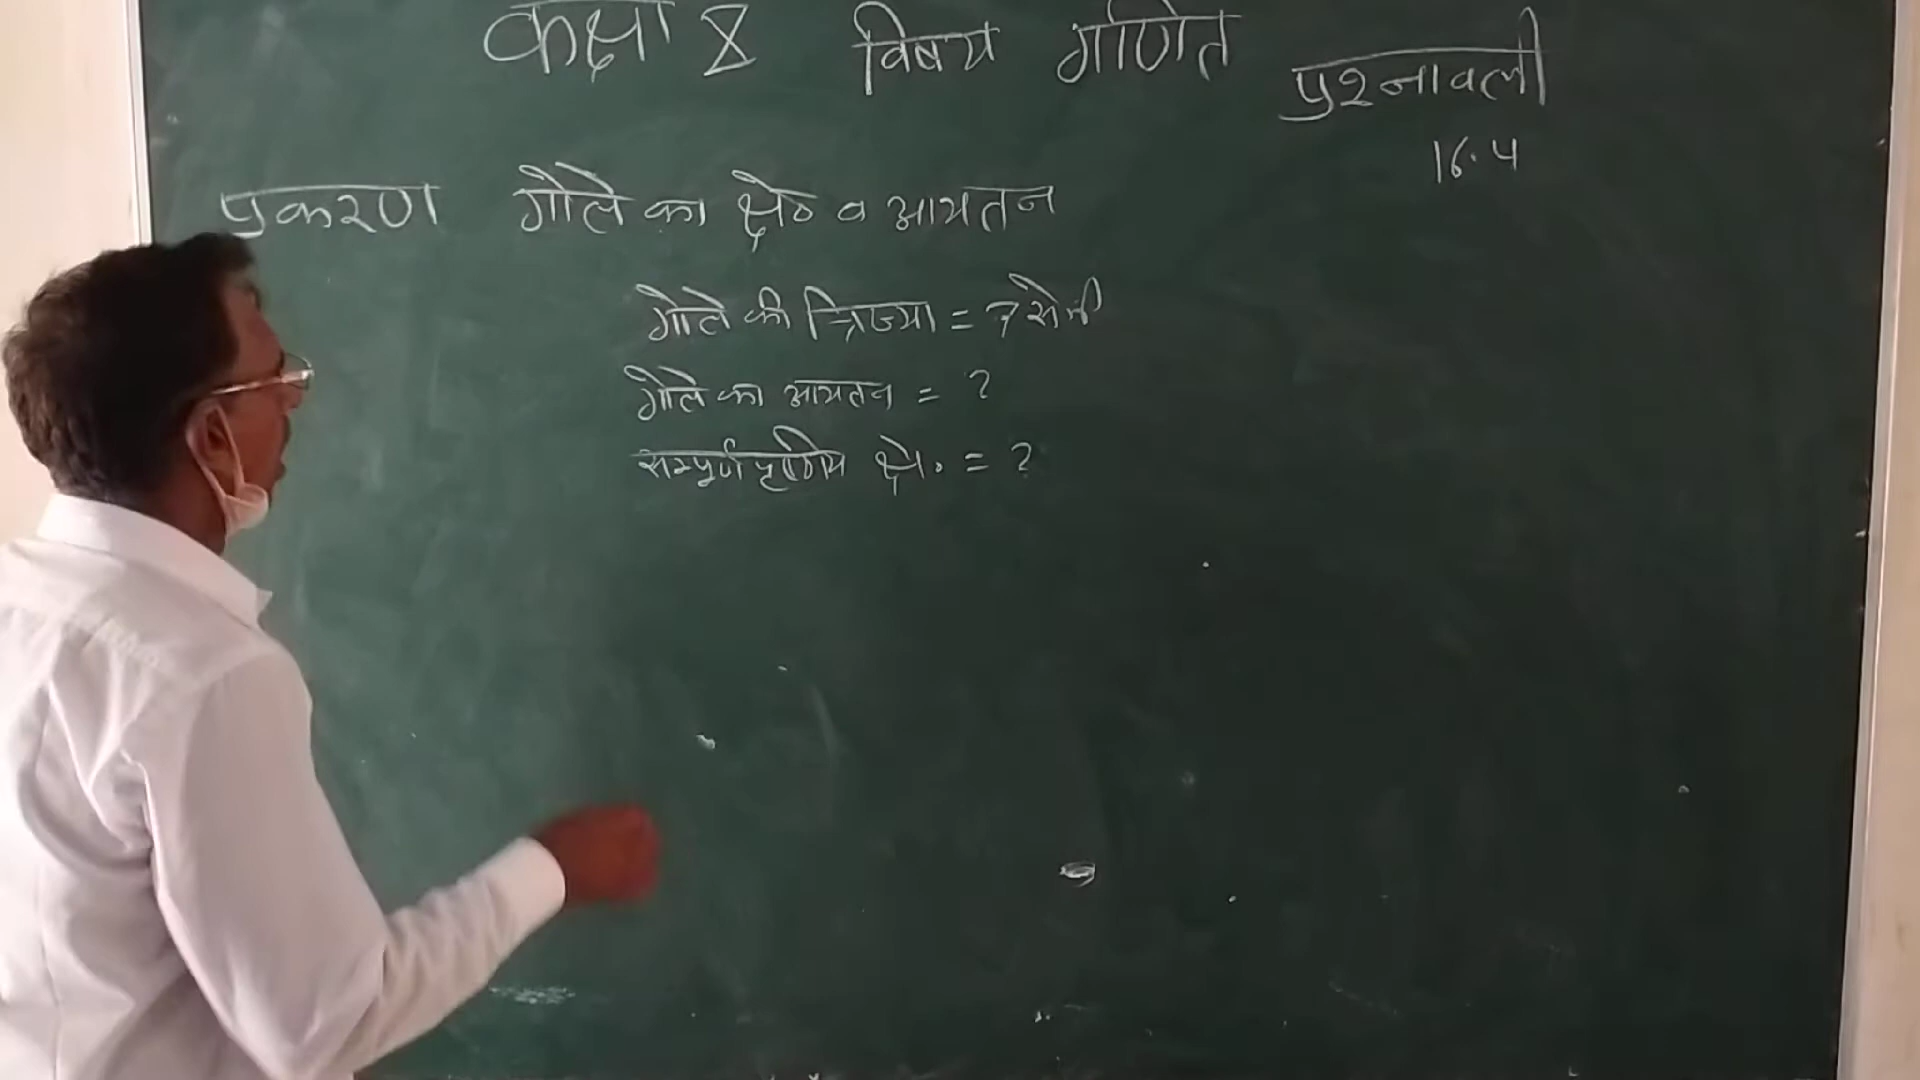 कक्षा 8 विषय गणित
प्रश्नावली
16.4
प्रकरण गोले का क्षे० व आयतन
गोले की त्रिज्या = 7 सेमी
गोले का आयतन = ?
सम्पूर्ण पृष्ठीय क्षे० = ?